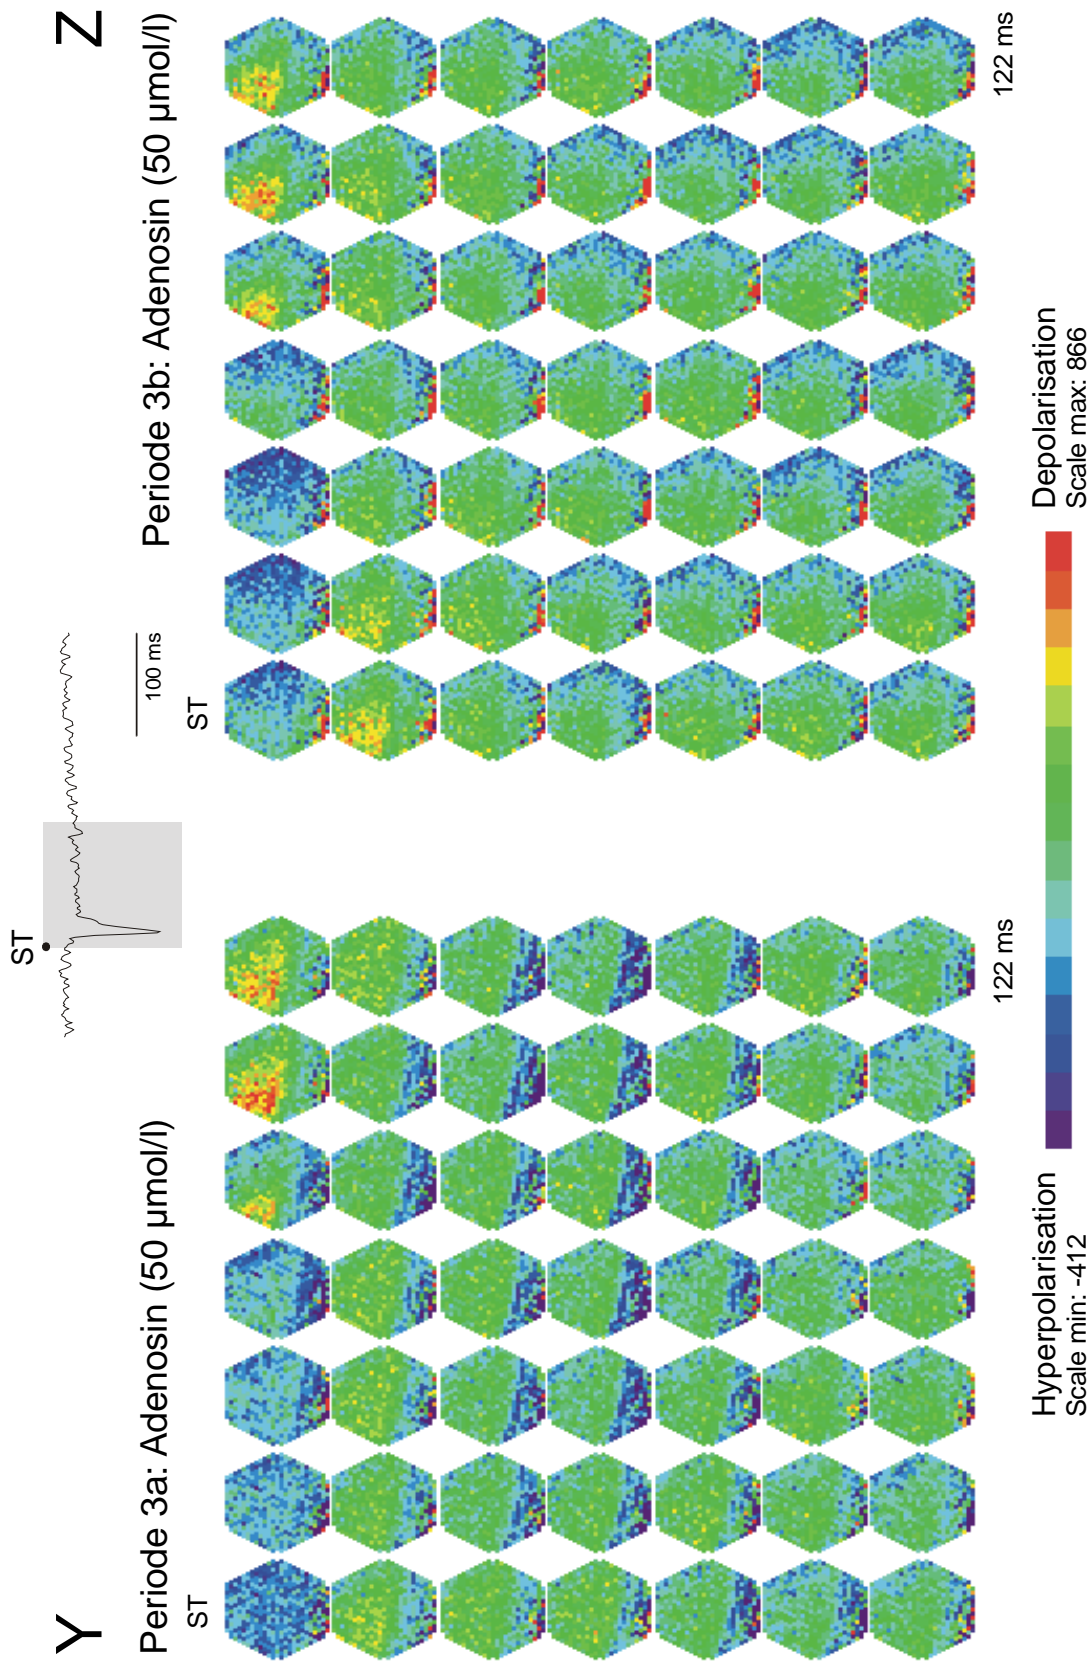 Y
Z
ST
100 ms
Periode 3a: Adenosin (50 µmol/l)
Periode 3b: Adenosin (50 µmol/l)
ST
ST
122 ms
122 ms
Hyperpolarisation
Scale min: -412
Depolarisation
Scale max: 866